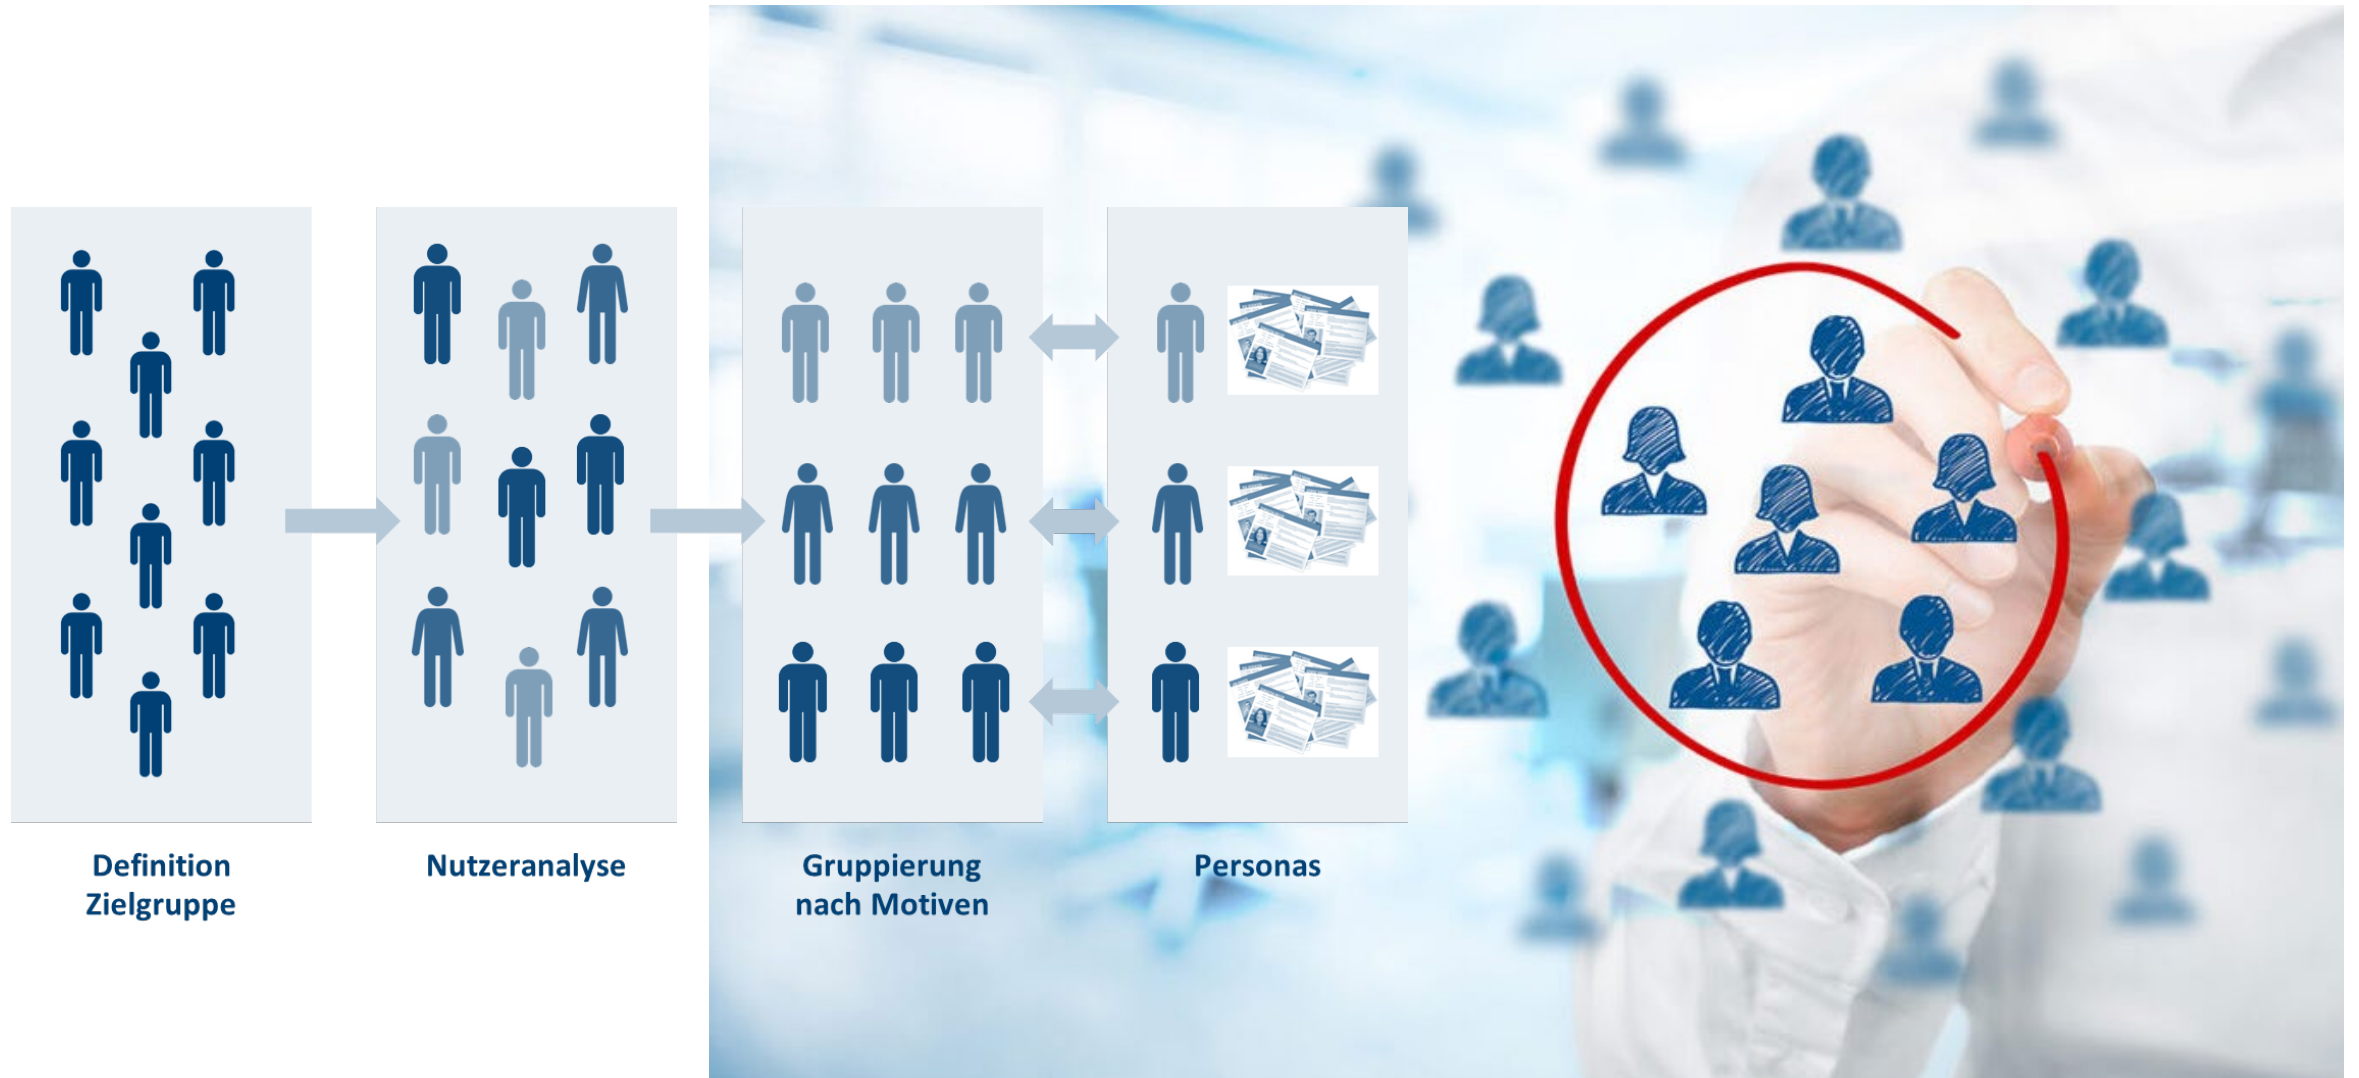 Definition
Zielgruppe
Nutzeranalyse
Gruppierung
nach Motiven
Personas